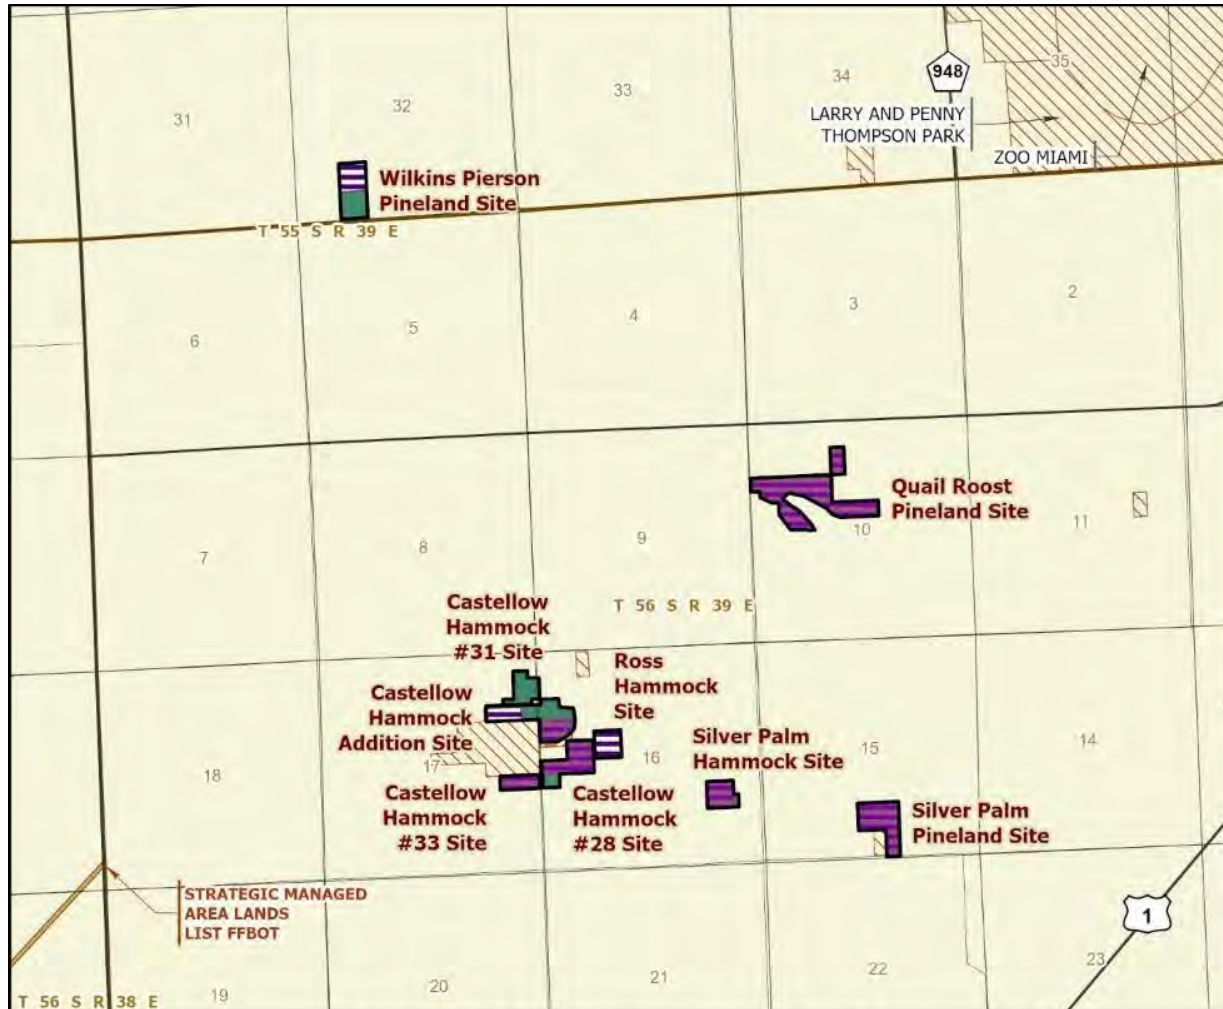 31
32
33
34
35
948
LARRY AND PENNY
THOMPSON PARK
ZOO MIAMI
Wilkins Pierson
Pineland Site
T 55 S R 39 E
6
5
4
3
2
7
8
9
10
11
Quail Roost
Pineland Site
T 56 S R 39 E
Castellow
Hammock
#31 Site
Ross
Hammock
Site
Castellow
Hammock
Addition Site
Silver Palm
Hammock Site
18
17
16
15
14
Castellow
Hammock
#33 Site
Castellow
Hammock
#28 Site
Silver Palm
Pineland Site
STRATEGIC MANAGED
AREA LANDS
LIST FFBOT
1
T 56 S R 38 E
19
20
21
22
23